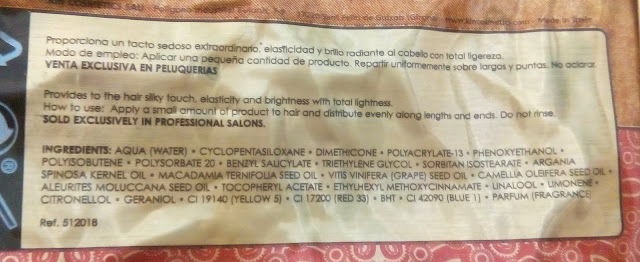 Made in Spain
Proporciona un tacto sedoso extraordinario, elasticidad y brillo radiante al cabello con total ligereza.
Modo de empleo: Aplicar una pequeña cantidad de producto. Repartir uniformemente sobre largos y puntas. No aclarar.
VENTA EXCLUSIVA EN PELUQUERIAS
Provides to the hair silky touch, elasticity and brightness with total lightness.
How to use: Apply a small amount of product to hair and distribute evenly along lengths and ends. Do not rinse.
SOLD EXCLUSIVELY IN PROFESSIONAL SALONS.
INGREDIENTS: AQUA (WATER) • CYCLOPENTASILOXANE • DIMETHICONE • POLYACRYLATE-13 • PHENOXYETHANOL •
POLYISOBUTENE • POLYSORBATE 20 • BENZYL SALICYLATE • TRIETHYLENE GLYCOL • SORBITAN ISOSTEARATE • ARGANIA
SPINOSA KERNEL OIL • MACADAMIA TERNIFOLIA SEED OIL • VITIS VINIFERA (GRAPE) SEED OIL • CAMELLIA OLEIFERA SEED OIL •
ALEURITES MOLUCCANA SEED OIL • TOCOPHERYL ACETATE • ETHYLHEXYL METHOXYCINNAMATE • LINALOOL • LIMONENE •
CITRONELLOL • GERANIOL • CI 19140 (YELLOW 5) • CI 17200 (RED 33) • BHT • CI 42090 (BLUE 1) • PARFUM (FRAGRANCE)
Ref. 512018